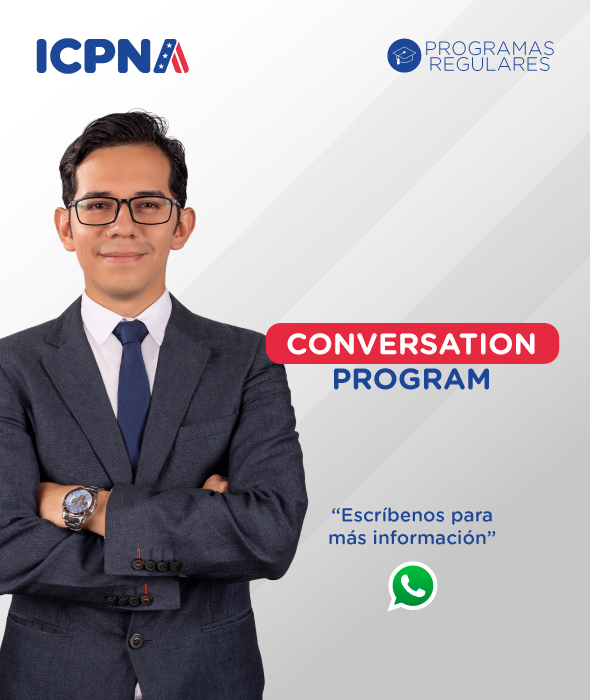 ICPNA
PROGRAMAS
REGULARES
CONVERSATION
PROGRAM
“Escríbenos para
más información”